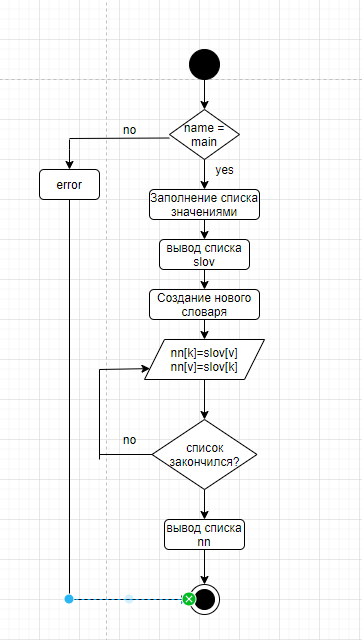 name =
main
no
yes
error
Заполнение списка
значениями
вывод списка
slov
Создание нового
словаря
nn[k]=slov[v]
nn[v]=slov[k]
no
список
закончился?
вывод списка
nn